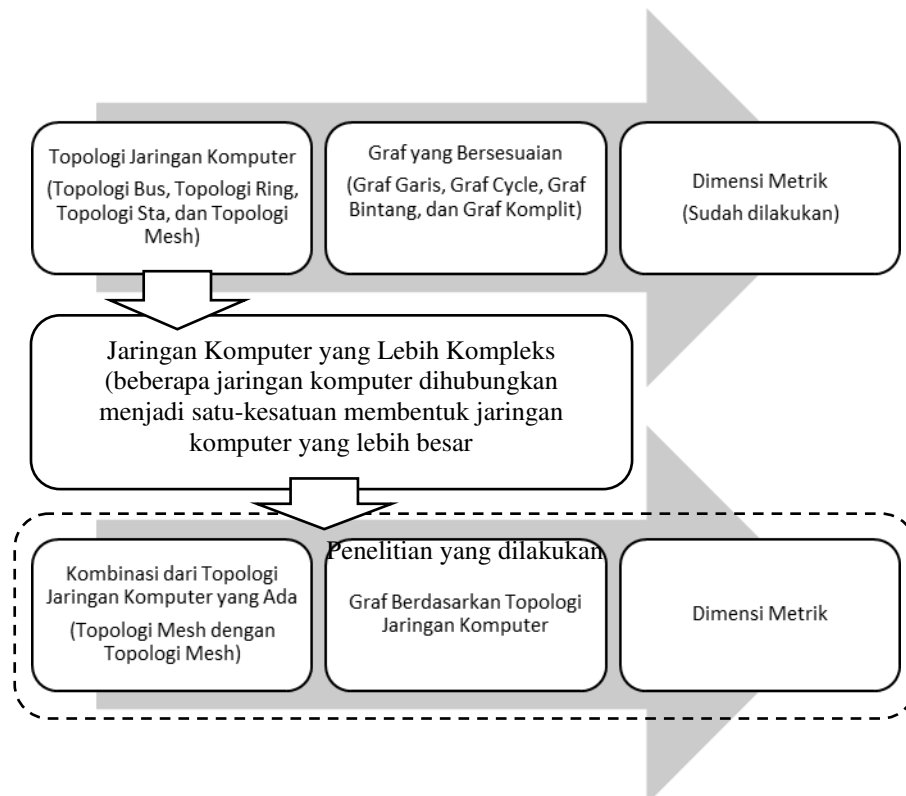 Topologi Jaringan Komputer
(Topologi Bus, Topologi Ring,
Topologi Sta, dan Topologi
Mesh)
Graf yang Bersesuaian
(Graf Garis, Graf Cycle, Graf
Bintang, dan Graf Komplit)
Dimensi Metrik
(Sudah dilakukan)
Jaringan Komputer yang Lebih Kompleks
(beberapa jaringan komputer dihubungkan
menjadi satu-kesatuan membentuk jaringan
komputer yang lebih besar
Penelitian yang dilakukan
Kombinasi dari Topologi
Jaringan Komputer yang Ada
(Topologi Mesh dengan
Topologi Mesh)
Graf Berdasarkan Topologi
Jaringan Komputer
Dimensi Metrik